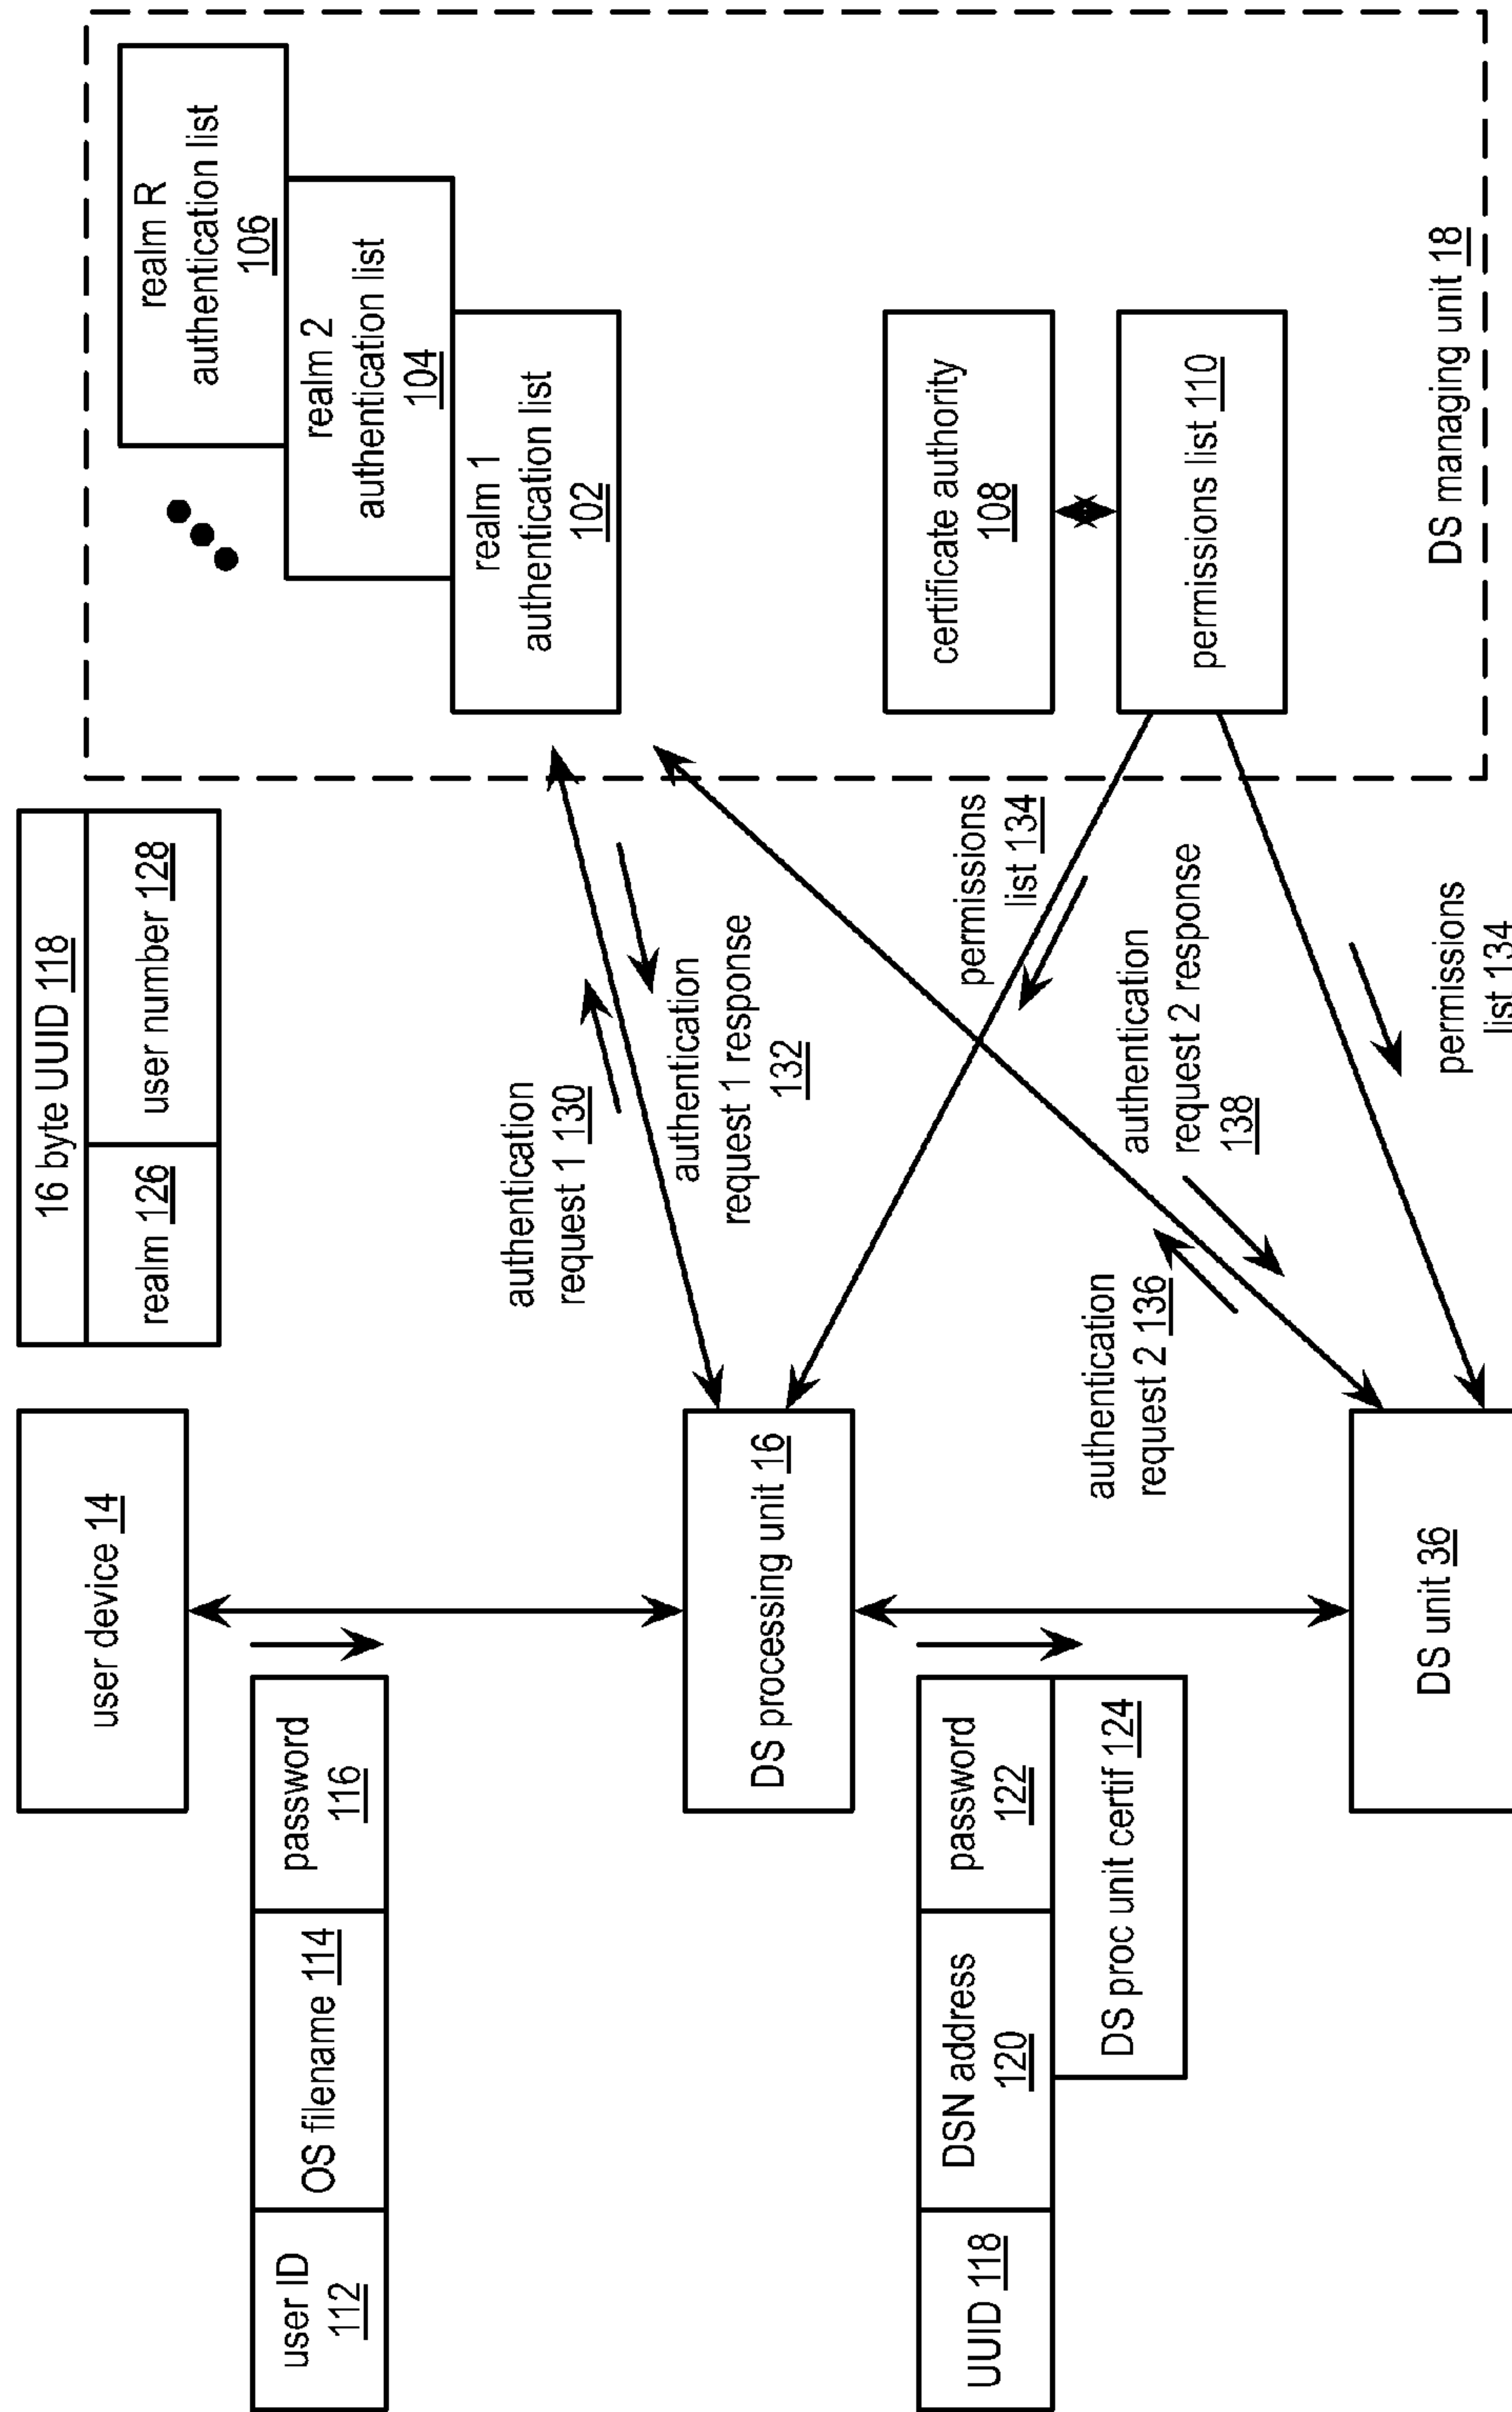 user ID
112
OS filename 114
password
116
user device 14
16 byte UUID 118
realm 126
user number 128
realm R
authentication list
106
realm 2
authentication list
104
realm 1
authentication list
102
authentication
request 1 130
authentication
request 1 response
132
UUID 118
DSN address
120
password
122
DS proc unit certif 124
DS processing unit 16
permissions
list 134
certificate authority
108
permissions list 110
authentication
request 2 136
authentication
request 2 response
138
DS unit 36
permissions
list 134
DS managing unit 18